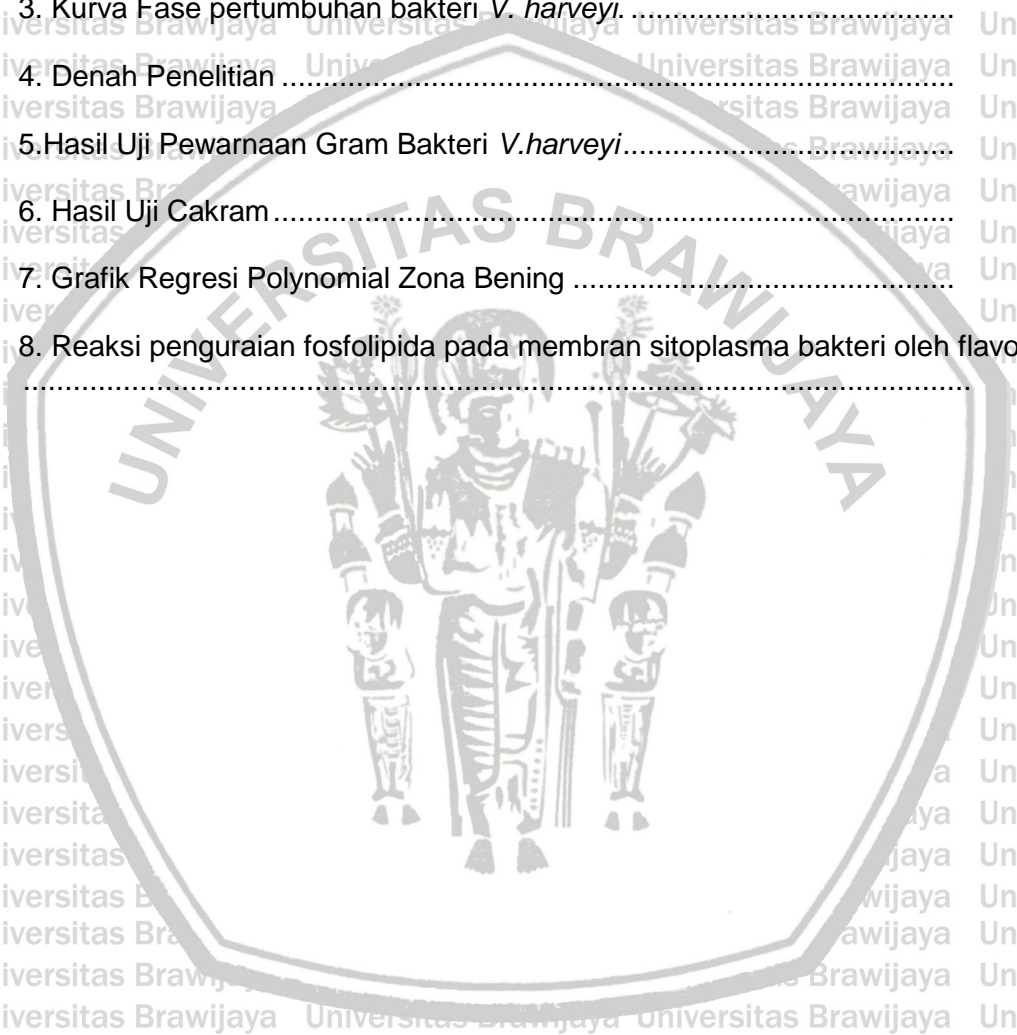 3. Kurva Fase pertumbuhan bakteri V. harveyi. .......................................
4. Denah Penelitian ..................................................................................
5.Hasil Uji Pewarnaan Gram Bakteri V.harveyi........................................
6. Hasil Uji Cakram...................................................................................
7. Grafik Regresi Polynomial Zona Bening ..............................................
8. Reaksi penguraian fosfolipida pada membran sitoplasma bakteri oleh flavo
...................................................................................................................
UNIVERSITAS BRAWIJAYA